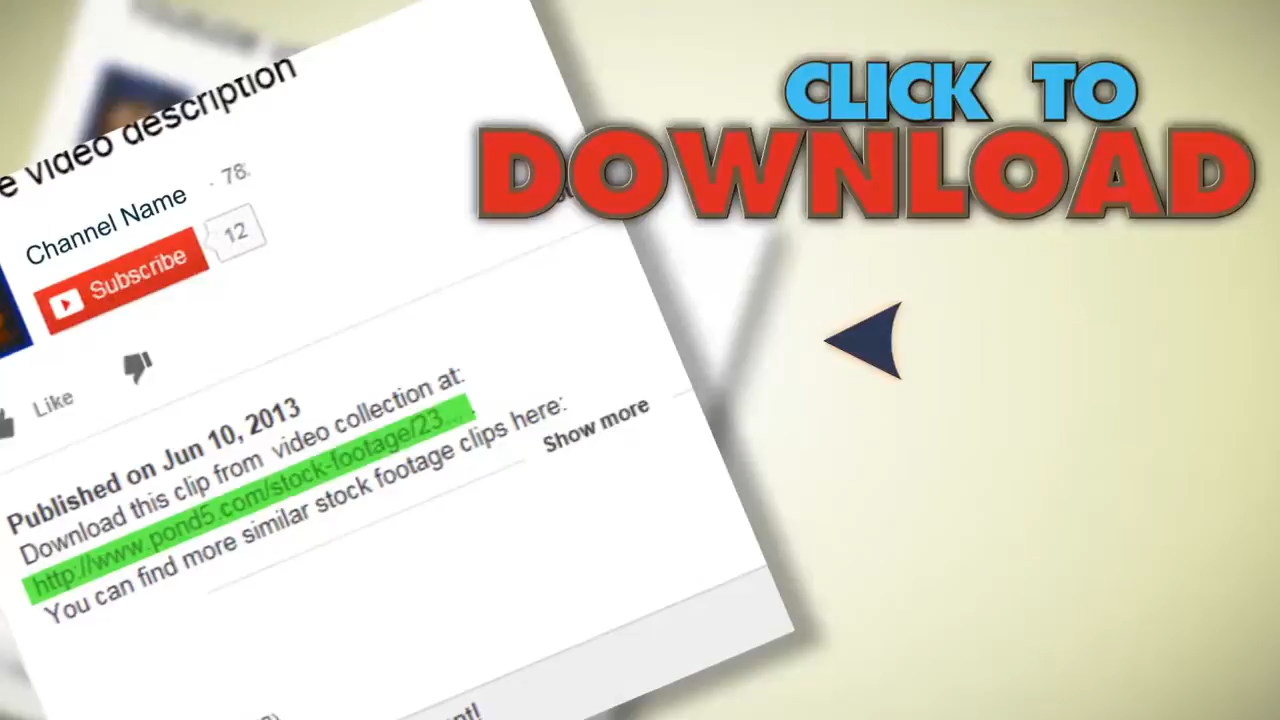 CLICK TO
DOWNLOAD
e video description
Channel Name
78
Subscribe
12
Like
Published on Jun 10, 2013
Download this clip from video collection at:
http://www.pond5.com/stock-footage/23...
You can find more similar stock footage clips here:
Show more